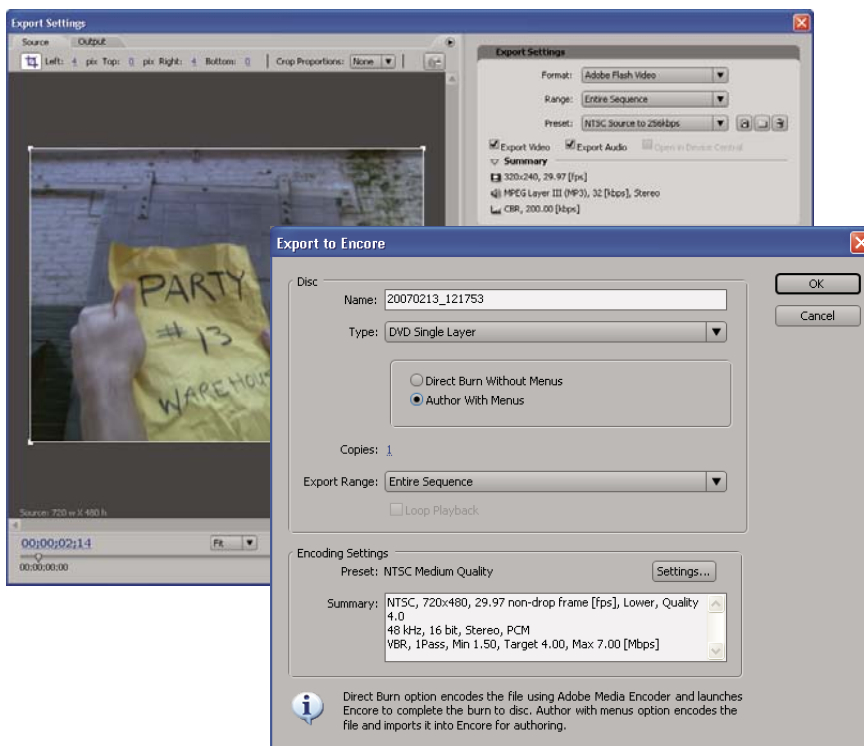 Export Settings
Source Output
Left: 4 pix Top: 0 pix Right: 4 Bottom: 0 | Crop Proportions: None |
Export Settings
Format: Adobe Flash Video
Range: Entire Sequence
Preset: NTSC Source to 256kbps
Export Video Export Audio Open in Device Central
Summary
320x240, 29.97 [fps]
MPEG Layer III (MP3), 32 [kbps], Stereo
CBR, 200.00 [kbps]
PARTY
# 13
WAREHOU
Source: 720 w X 480 h
00;00;02;14
Fit
00;00;00;00
Export to Encore
Disc
Name: 20070213_121753
Type: DVD Single Layer
Direct Burn Without Menus
Author With Menus
Copies: 1
Export Range: Entire Sequence
Loop Playback
Encoding Settings
Preset: NTSC Medium Quality
Settings...
Summary: NTSC, 720x480, 29.97 non-drop frame [fps], Lower, Quality
4.0
48 kHz, 16 bit, Stereo, PCM
VBR, 1Pass, Min 1.50, Target 4.00, Max 7.00 [Mbps]
Direct Burn option encodes the file using Adobe Media Encoder and launches
Encore to complete the burn to disc. Author with menus option encodes the
file and imports it into Encore for authoring.
OK
Cancel